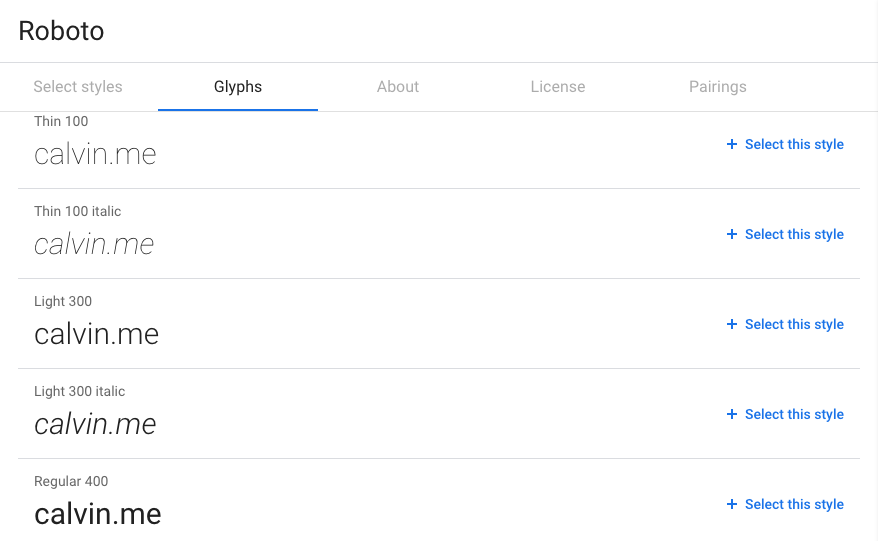 Roboto
Select styles Glyphs About License Pairings
Thin 100
calvin.me
+ Select this style
Thin 100 italic
calvin.me
+ Select this style
Light 300
calvin.me
+ Select this style
Light 300 italic
calvin.me
+ Select this style
Regular 400
calvin.me
+ Select this style